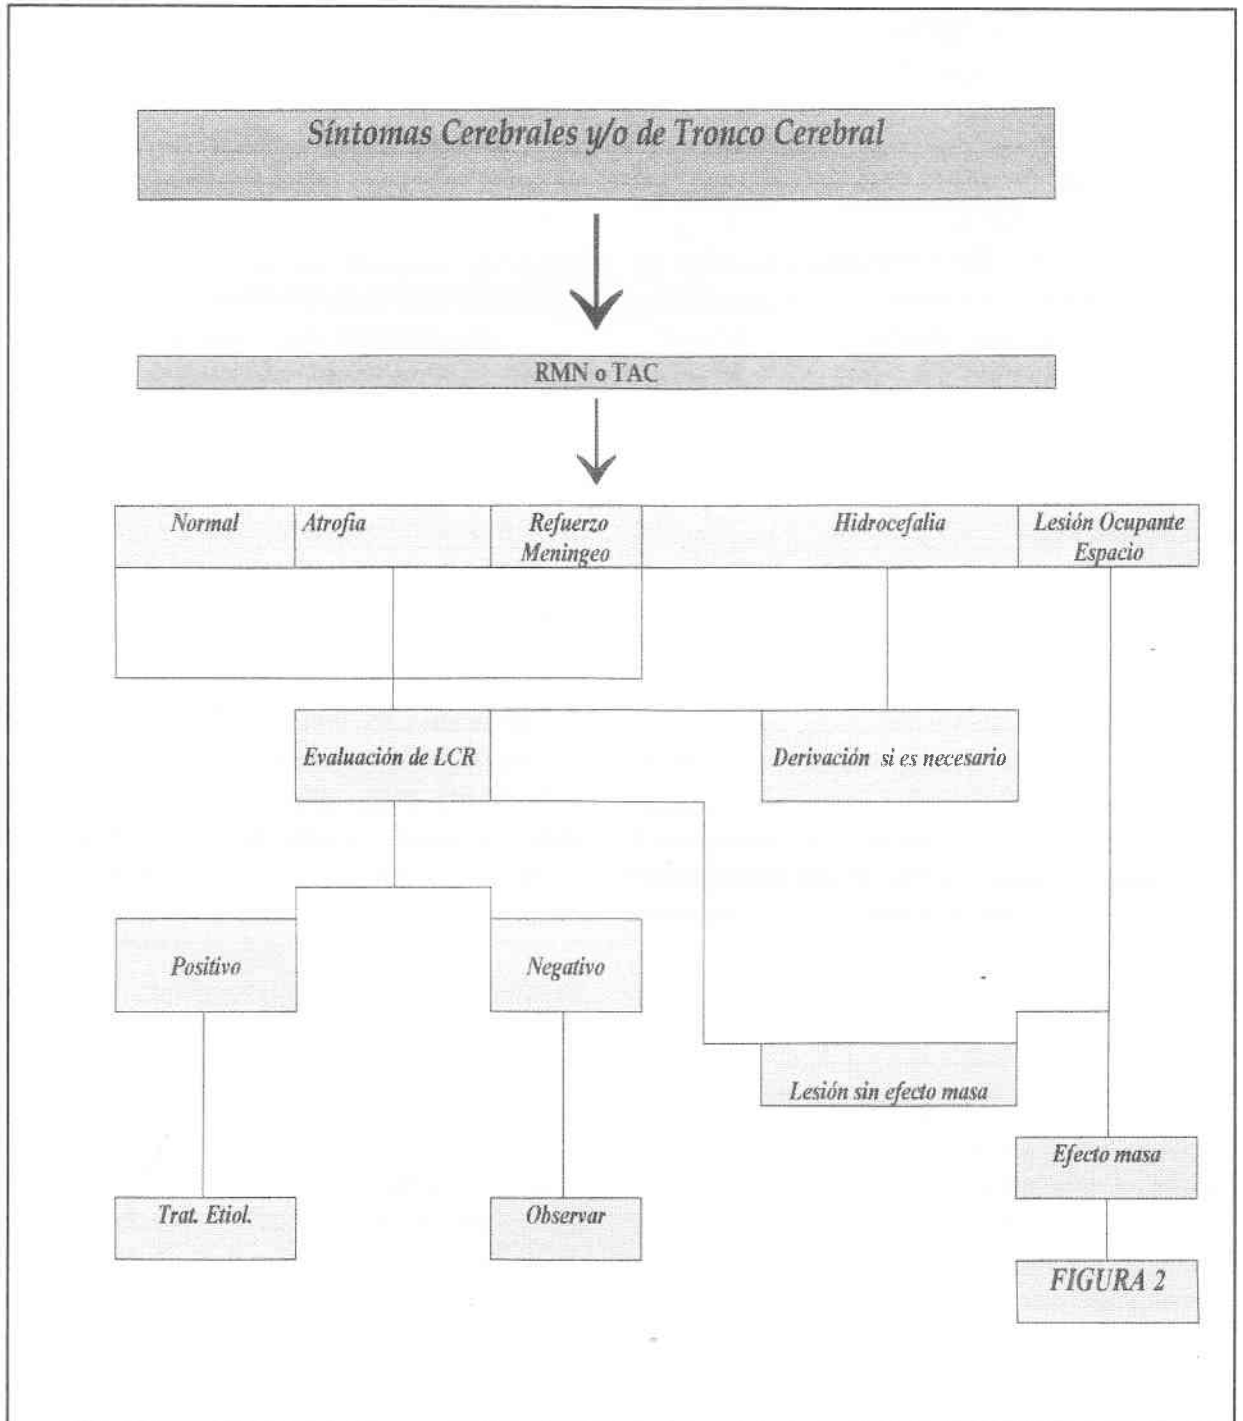 Síntomas Cerebrales y/o de Tronco Cerebral
RMN o TAC
Normal
Atrofia
Refuerzo
Meningeo
Hidrocefalia
Lesión Ocupante
Espacio
Evaluación de LCR
Derivación si es necesario
Positivo
Negativo
Lesión sin efecto masa
Efecto masa
Trat. Etiol.
Observar
FIGURA 2